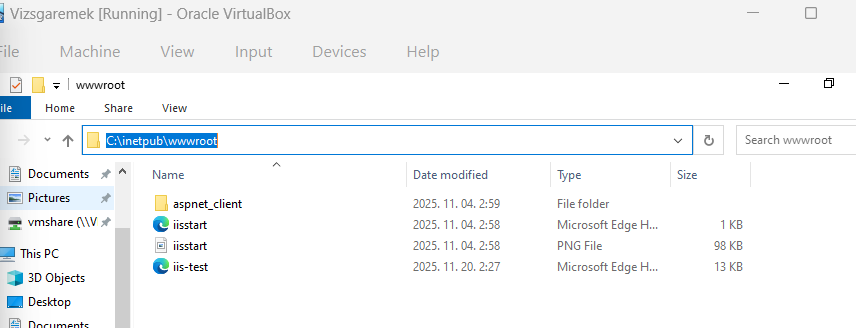 Vizsgaremek [Running] - Oracle VirtualBox
File Machine View Input Devices Help
wwwroot
ile Home Share View
C:\inetpub\wwwroot Search wwwroot
Name Date modified Type Size
Documents
Pictures
vmshare (\\V
This PC
3D Objects
Desktop
Documents
aspnet_client 2025. 11. 04. 2:59 File folder
iisstart 2025. 11. 04. 2:58 Microsoft Edge H... 1 KB
iisstart 2025. 11. 04. 2:58 PNG File 98 KB
iis-test 2025. 11. 20. 2:27 Microsoft Edge H... 13 KB